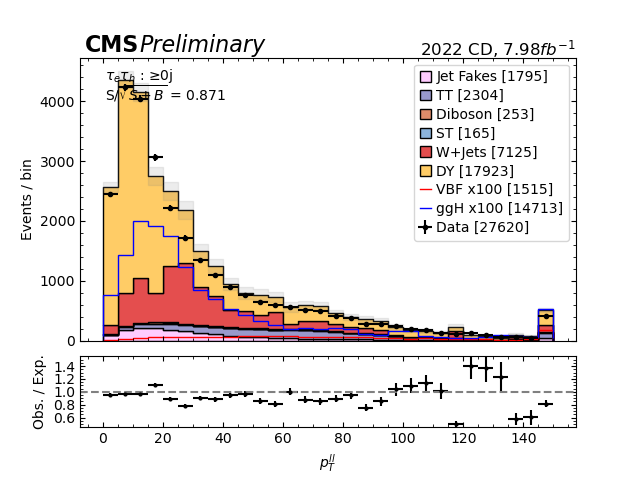 CMS Preliminary 2022 CD, 7.98fb⁻¹
τₑτₕ : ≥0j
S/√S + B = 0.871
Jet Fakes [1795]
TT [2304]
Diboson [253]
ST [165]
W+Jets [7125]
DY [17923]
VBF x100 [1515]
ggH x100 [14713]
Data [27620]
Events / bin
4000
3000
2000
1000
0
Obs. / Exp.
1.4
1.2
1.0
0.8
0.6
0 20 40 60 80 100 120 140
p_T^{ll}